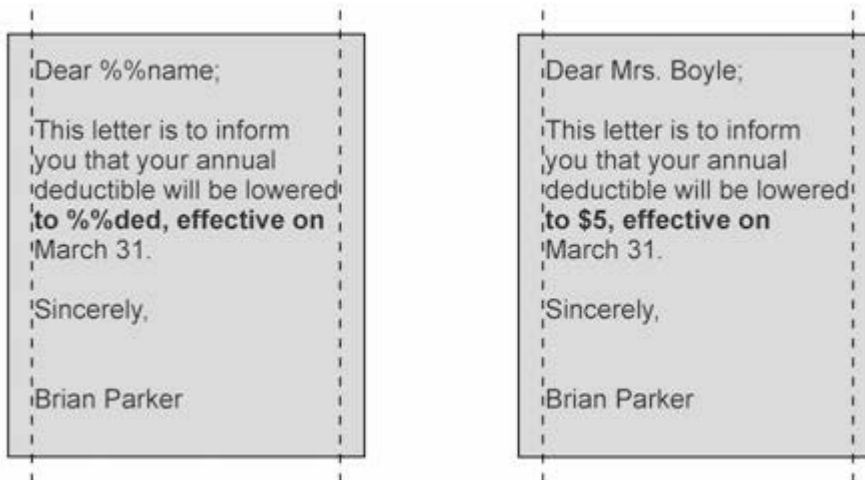 Dear %%name;
This letter is to inform
you that your annual
deductible will be lowered
to %%ded, effective on
March 31.
Sincerely,
Brian Parker
Dear Mrs. Boyle;
This letter is to inform
you that your annual
deductible will be lowered
to $5, effective on
March 31.
Sincerely,
Brian Parker